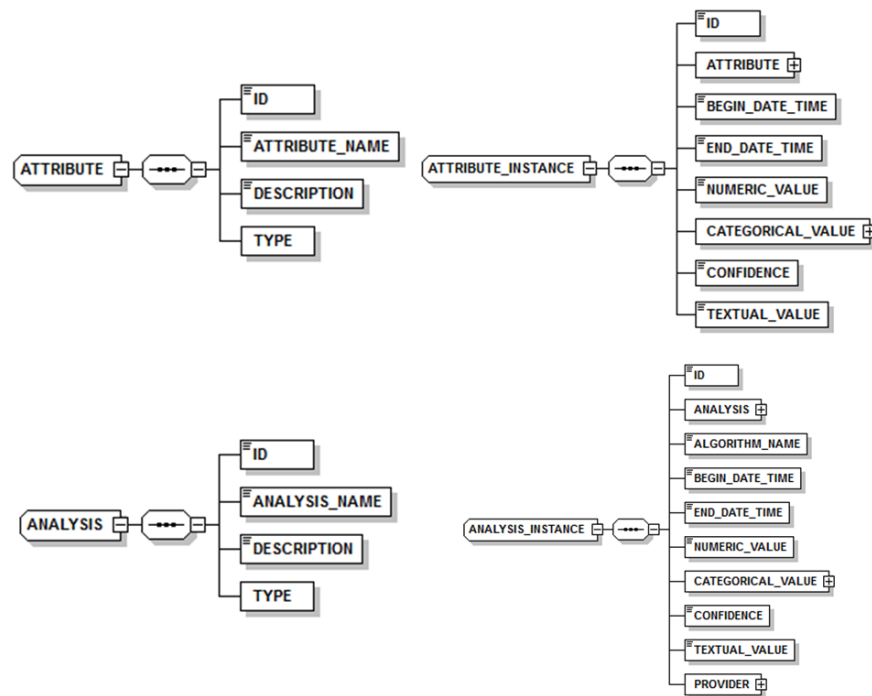 ATTRIBUTE
ID
ATTRIBUTE_NAME
DESCRIPTION
TYPE
ATTRIBUTE_INSTANCE
ID
ATTRIBUTE
BEGIN_DATE_TIME
END_DATE_TIME
NUMERIC_VALUE
CATEGORICAL_VALUE
CONFIDENCE
TEXTUAL_VALUE
ANALYSIS
ID
ANALYSIS_NAME
DESCRIPTION
TYPE
ANALYSIS_INSTANCE
ID
ANALYSIS
ALGORITHM_NAME
BEGIN_DATE_TIME
END_DATE_TIME
NUMERIC_VALUE
CATEGORICAL_VALUE
CONFIDENCE
TEXTUAL_VALUE
PROVIDER